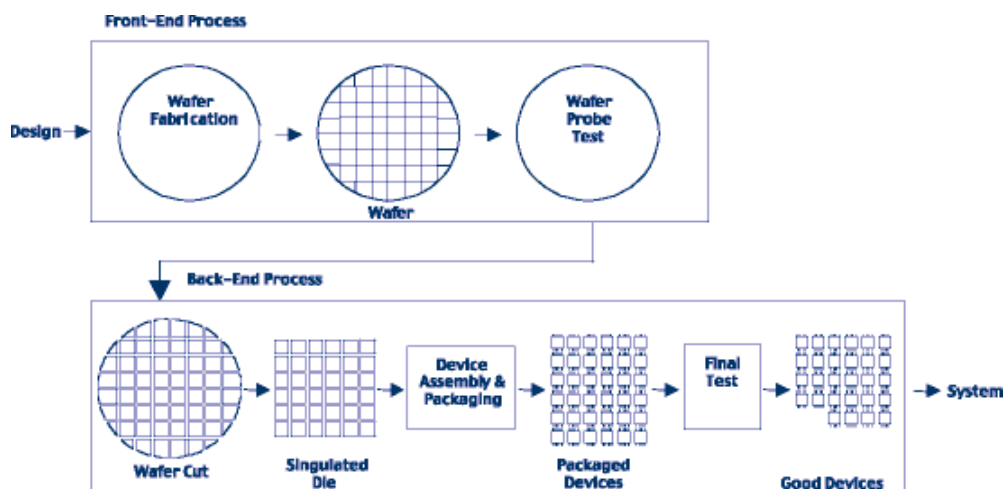 Front-End Process
Design
Wafer
Fabrication
Wafer
Wafer
Probe
Test
Back-End Process
Wafer Cut
Singulated
Die
Device
Assembly &
Packaging
Packaged
Devices
Final
Test
Good Devices
System